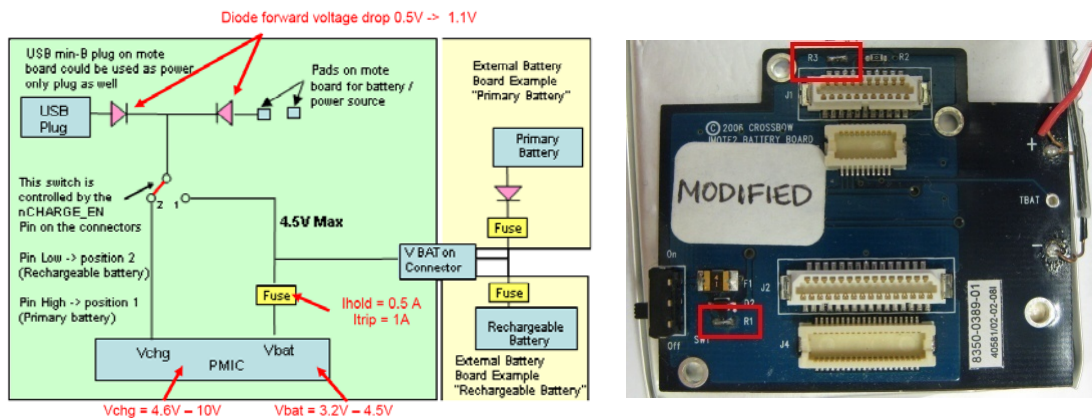 Diode forward voltage drop 0.5V -> 1.1V
USB min-B plug on mote
board could be used as power
only plug as well
Pads on mote
board for battery /
power source
USB
Plug
This switch is
controlled by the
nCHARGE_EN
Pin on the connectors
2
1
Pin Low -> position 2
(Rechargeable battery)
Pin High -> position 1
(Primary battery)
4.5V Max
Fuse
Ihold = 0.5 A
Itrip = 1A
V BAT on
Connector
Vchg
Vbat
PMIC
Vchg = 4.6V – 10V
Vbat = 3.2V – 4.5V
External Battery
Board Example
"Primary Battery"
Primary
Battery
Fuse
Fuse
Rechargeable
Battery
External Battery
Board Example
"Rechargeable Battery"
R3
R2
J1
© 2006 CROSSBOW
IMOTE2 BATTERY BOARD
MODIFIED
+
TBAT
-
On
F1
D2
R1
J2
Off
SW1
J4
8350-0389-01
40581/02-02-08I